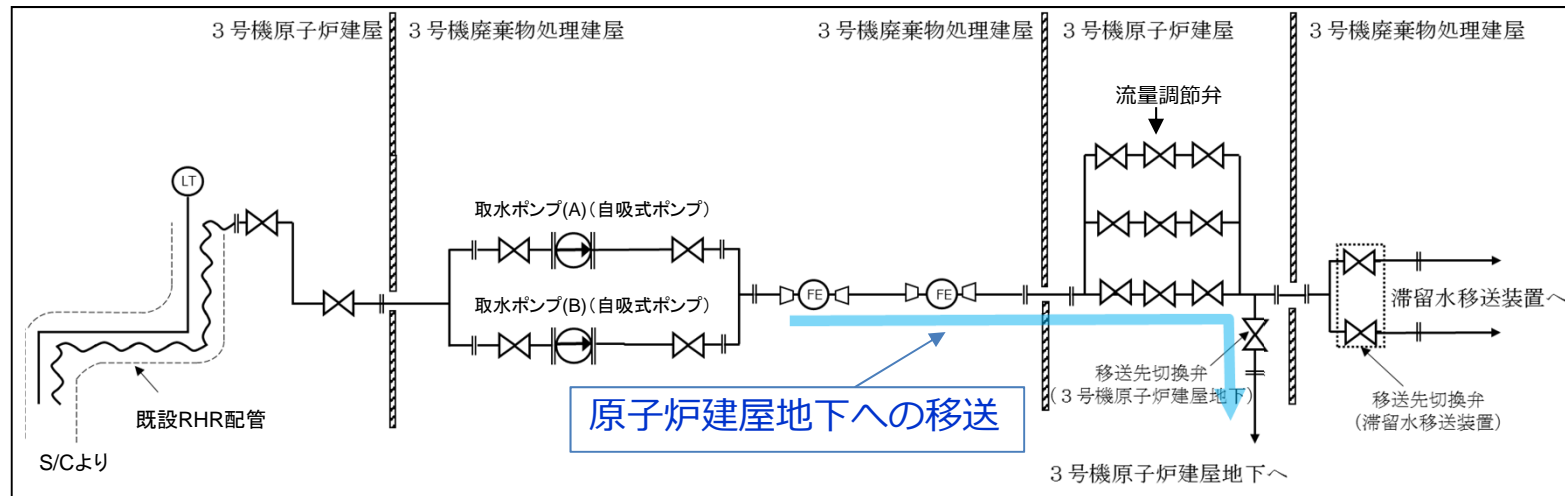 3号機原子炉建屋
3号機廃棄物処理建屋
3号機廃棄物処理建屋
3号機原子炉建屋
3号機廃棄物処理建屋
流量調節弁
LT
取水ポンプ(A)(自吸式ポンプ)
取水ポンプ(B)(自吸式ポンプ)
FE
FE
滞留水移送装置へ
移送先切換弁
(3号機原子炉建屋地下)
移送先切換弁
(滞留水移送装置)
原子炉建屋地下への移送
既設RHR配管
S/Cより
3号機原子炉建屋地下へ